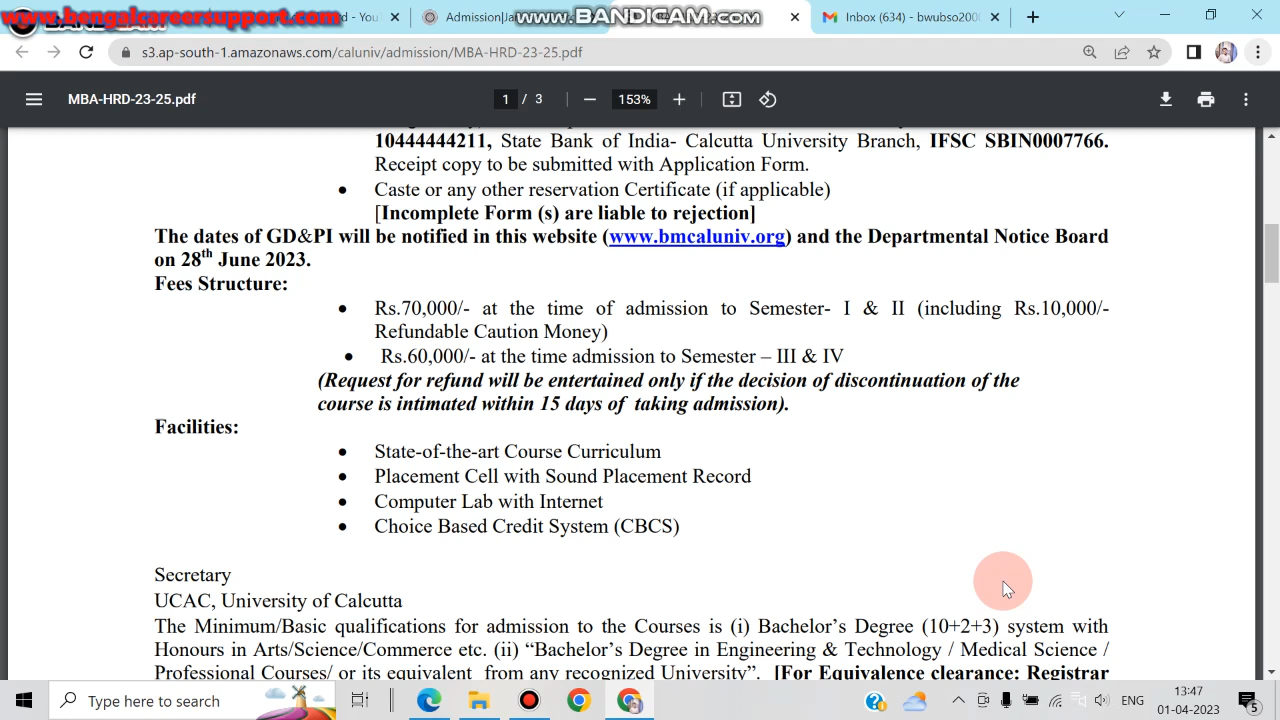 www.bengalcareersupport.com
www.BANDICAM.com
Admission|Ja
Inbox (634) - bwubso200
s3.ap-south-1.amazonaws.com/caluniv/admission/MBA-HRD-23-25.pdf
MBA-HRD-23-25.pdf
1 / 3
153%
10444444211, State Bank of India- Calcutta University Branch, IFSC SBIN0007766.
Receipt copy to be submitted with Application Form.
• Caste or any other reservation Certificate (if applicable)
[Incomplete Form (s) are liable to rejection]
The dates of GD&PI will be notified in this website (www.bmcaluniv.org) and the Departmental Notice Board
on 28th June 2023.
Fees Structure:
• Rs.70,000/- at the time of admission to Semester- I & II (including Rs.10,000/-
Refundable Caution Money)
• Rs.60,000/- at the time admission to Semester – III & IV
(Request for refund will be entertained only if the decision of discontinuation of the
course is intimated within 15 days of taking admission).
Facilities:
• State-of-the-art Course Curriculum
• Placement Cell with Sound Placement Record
• Computer Lab with Internet
• Choice Based Credit System (CBCS)
Secretary
UCAC, University of Calcutta
The Minimum/Basic qualifications for admission to the Courses is (i) Bachelor’s Degree (10+2+3) system with
Honours in Arts/Science/Commerce etc. (ii) “Bachelor’s Degree in Engineering & Technology / Medical Science /
Professional Courses/ or its equivalent from any recognized University”. [For Equivalence clearance: Registrar
Type here to search
ENG
13:47
01-04-2023
5